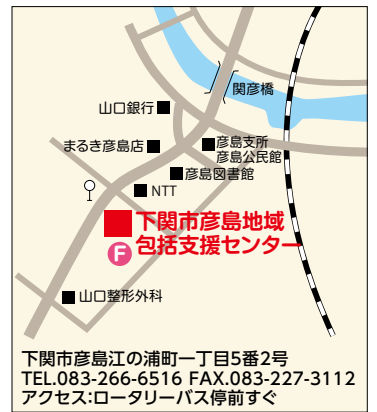 関彦橋
山口銀行
まるき彦島店
彦島支所
彦島公民館
彦島図書館
NTT
下関市彦島地域
包括支援センター
F
山口整形外科
下関市彦島江の浦町一丁目5番2号
TEL.083-266-6516 FAX.083-227-3112
アクセス:ロータリーバス停前すぐ